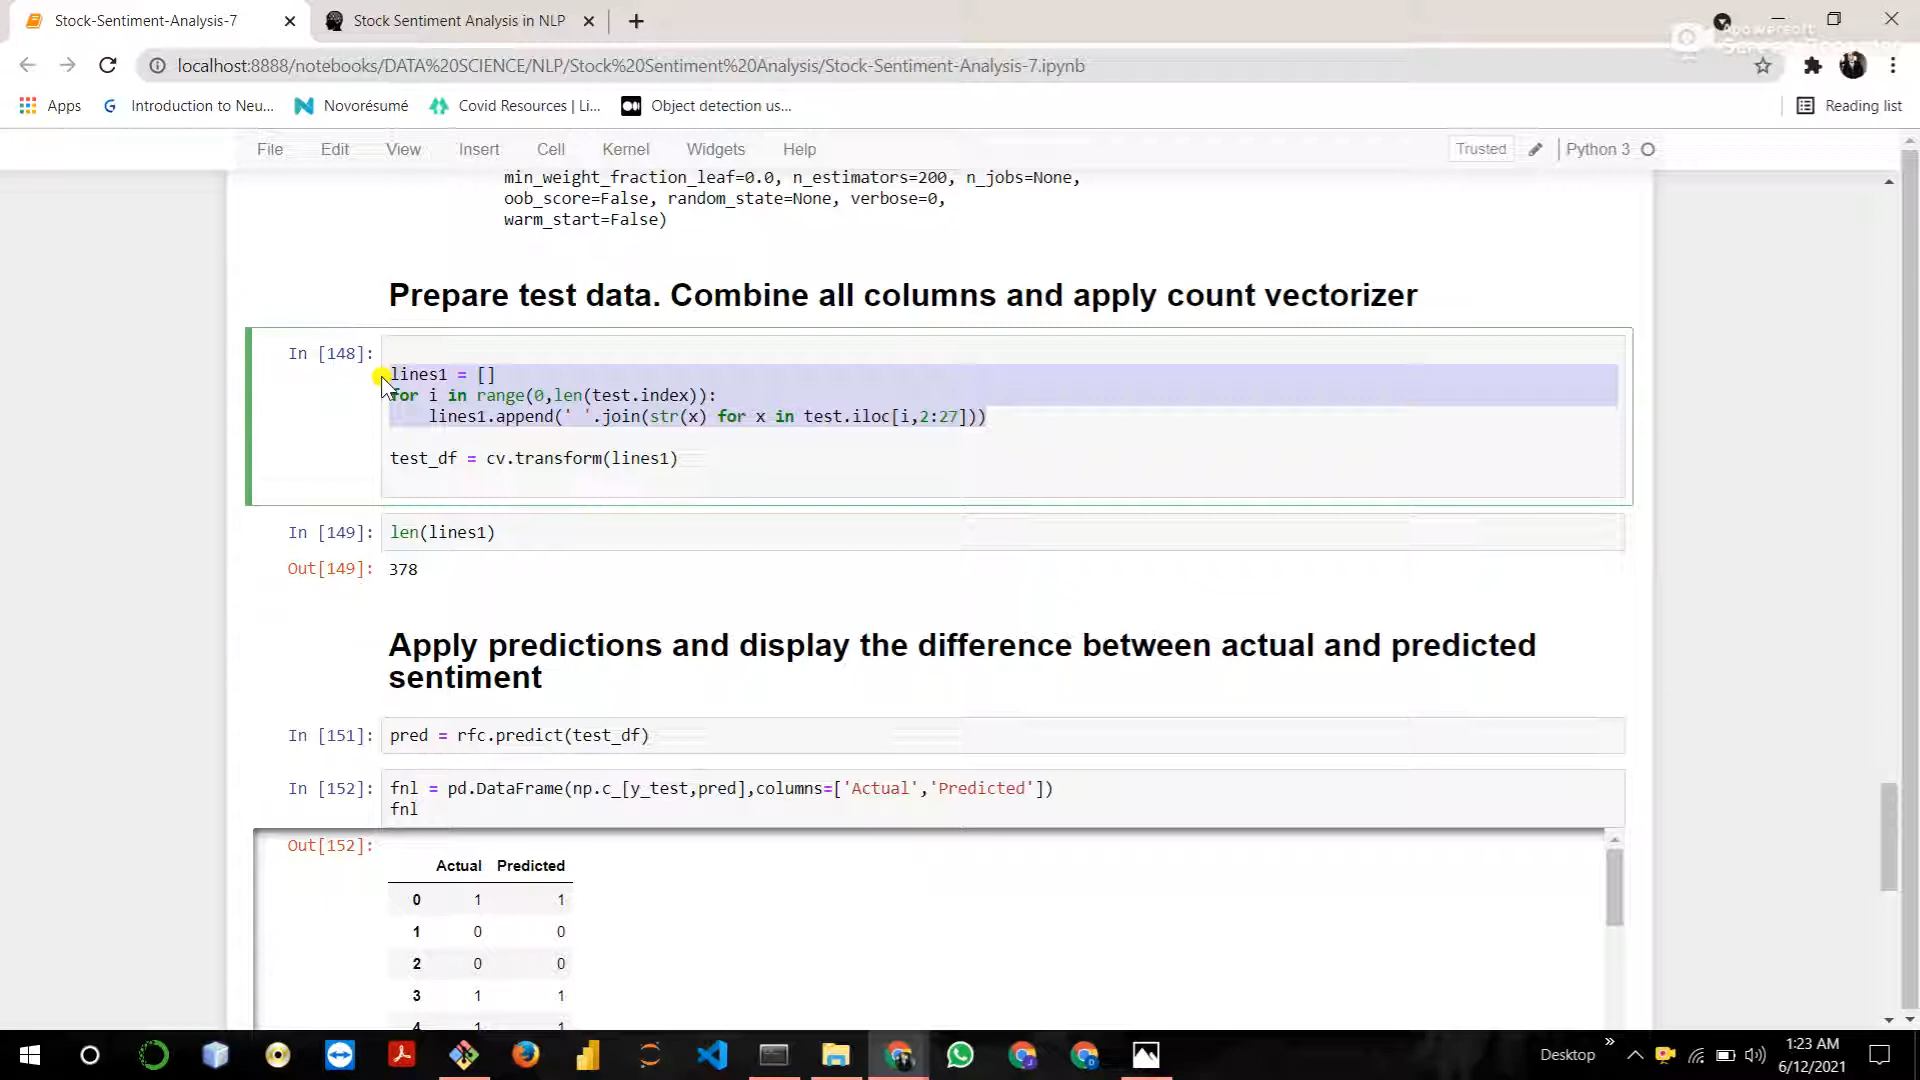 Stock-Sentiment-Analysis-7
Stock Sentiment Analysis in NLP
Apowersoft
localhost:8888/notebooks/DATA%20SCIENCE/NLP/Stock%20Sentiment%20Analysis/Stock-Sentiment-Analysis-7.ipynb
Apps
Introduction to Neu...
Novorésumé
Covid Resources | Li...
Object detection us...
Reading list
File Edit View Insert Cell Kernel Widgets Help
Trusted
Python 3
min_weight_fraction_leaf=0.0, n_estimators=200, n_jobs=None,
oob_score=False, random_state=None, verbose=0,
warm_start=False)
Prepare test data. Combine all columns and apply count vectorizer
In [148]:
lines1 = []
for i in range(0,len(test.index)):
lines1.append(' '.join(str(x) for x in test.iloc[i,2:27]))
test_df = cv.transform(lines1)
In [149]: len(lines1)
Out[149]: 378
Apply predictions and display the difference between actual and predicted
sentiment
In [151]: pred = rfc.predict(test_df)
In [152]: fnl = pd.DataFrame(np.c_[y_test,pred],columns=['Actual','Predicted'])
fnl
Out[152]:
Actual Predicted
0 1 1
1 0 0
2 0 0
3 1 1
4 1 1
Desktop
1:23 AM
6/12/2021